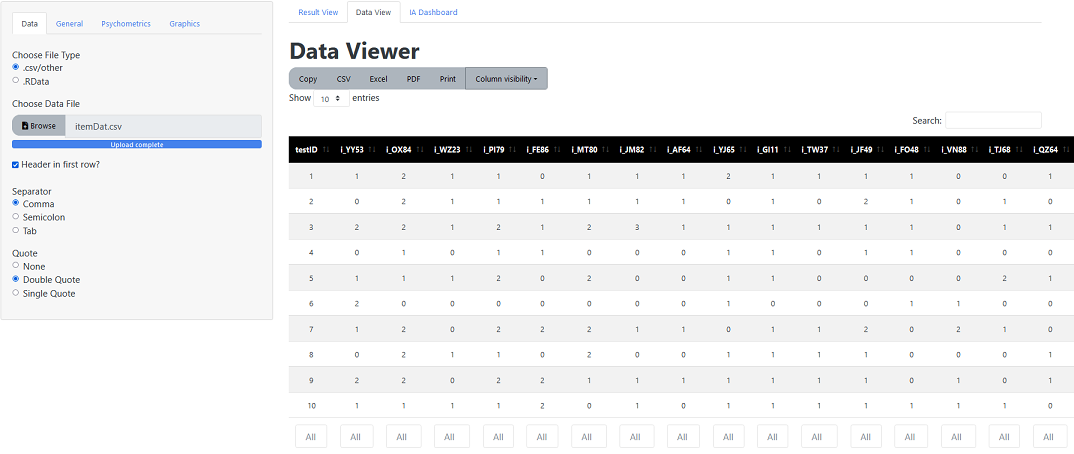 Data General Psychometrics Graphics
Choose File Type
.csv/other
.RData
Choose Data File
Browse itemDat.csv
Upload complete
Header in first row?
Separator
Comma
Semicolon
Tab
Quote
None
Double Quote
Single Quote
Result View Data View IA Dashboard
Data Viewer
Copy CSV Excel PDF Print Column visibility
Show 10 entries
Search:
testID i_YY53 i_OX84 i_WZ23 i_PI79 i_FE86 i_MT80 i_JM82 i_AF64 i_YJ65 i_GI11 i_TW37 i_JF49 i_FO48 i_VN88 i_TJ68 i_QZ64
1 1 2 1 1 0 1 1 1 2 1 1 1 1 0 0 1
2 0 2 1 1 1 1 1 1 0 1 0 2 1 0 1 0
3 2 2 1 2 1 2 3 1 1 1 1 1 1 0 1 1
4 0 1 0 1 1 0 0 0 1 1 0 1 1 0 0 0
5 1 1 1 2 0 2 0 0 1 1 0 0 0 0 2 1
6 2 0 0 0 0 0 0 0 1 0 0 0 1 1 0 0
7 1 2 0 2 2 2 1 1 0 1 1 2 0 2 1 0
8 0 2 1 1 0 2 0 0 1 1 1 1 0 0 0 1
9 2 2 0 2 2 1 1 1 1 1 1 1 0 1 0 1
10 1 1 1 1 2 0 1 0 1 1 1 1 1 1 1 0
All All All All All All All All All All All All All All All All All